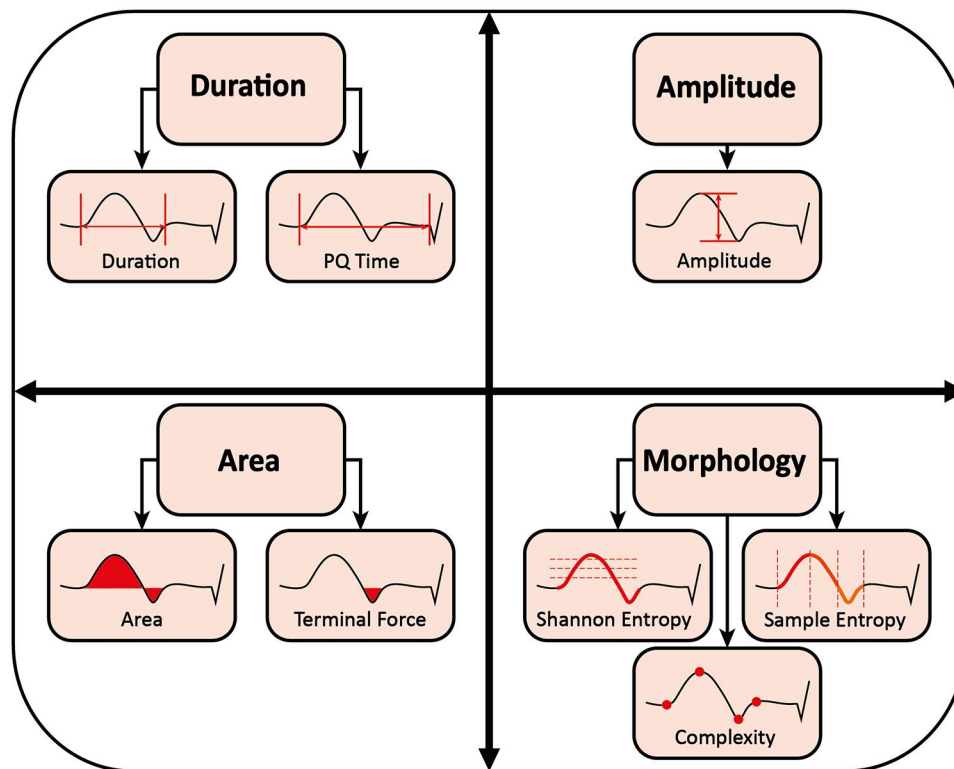 Duration
Amplitude
Duration
PQ Time
Amplitude
Area
Morphology
Area
Terminal Force
Shannon Entropy
Sample Entropy
Complexity